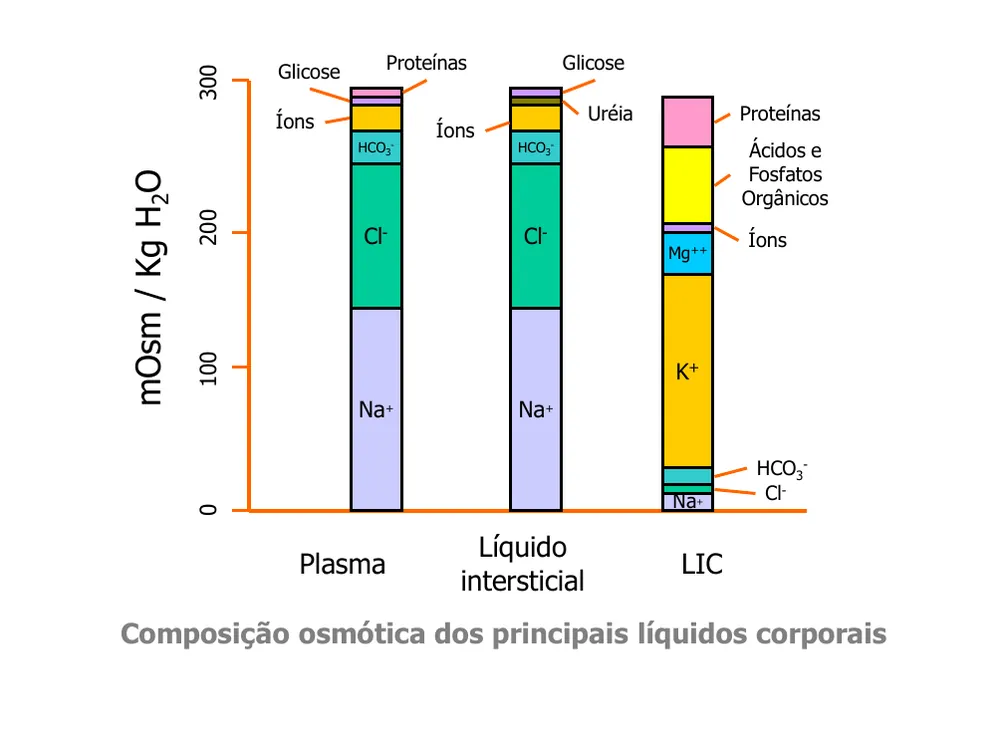 mOsm / Kg H₂O
300
200
100
0
Glicose
Proteínas
Íons
HCO₃⁻
Cl⁻
Na⁺
Plasma
Glicose
Uréia
Íons
HCO₃⁻
Cl⁻
Na⁺
Líquido
intersticial
Proteínas
Ácidos e
Fosfatos
Orgânicos
Íons
Mg⁺⁺
K⁺
HCO₃⁻
Cl⁻
Na⁺
LIC
Composição osmótica dos principais líquidos corporais